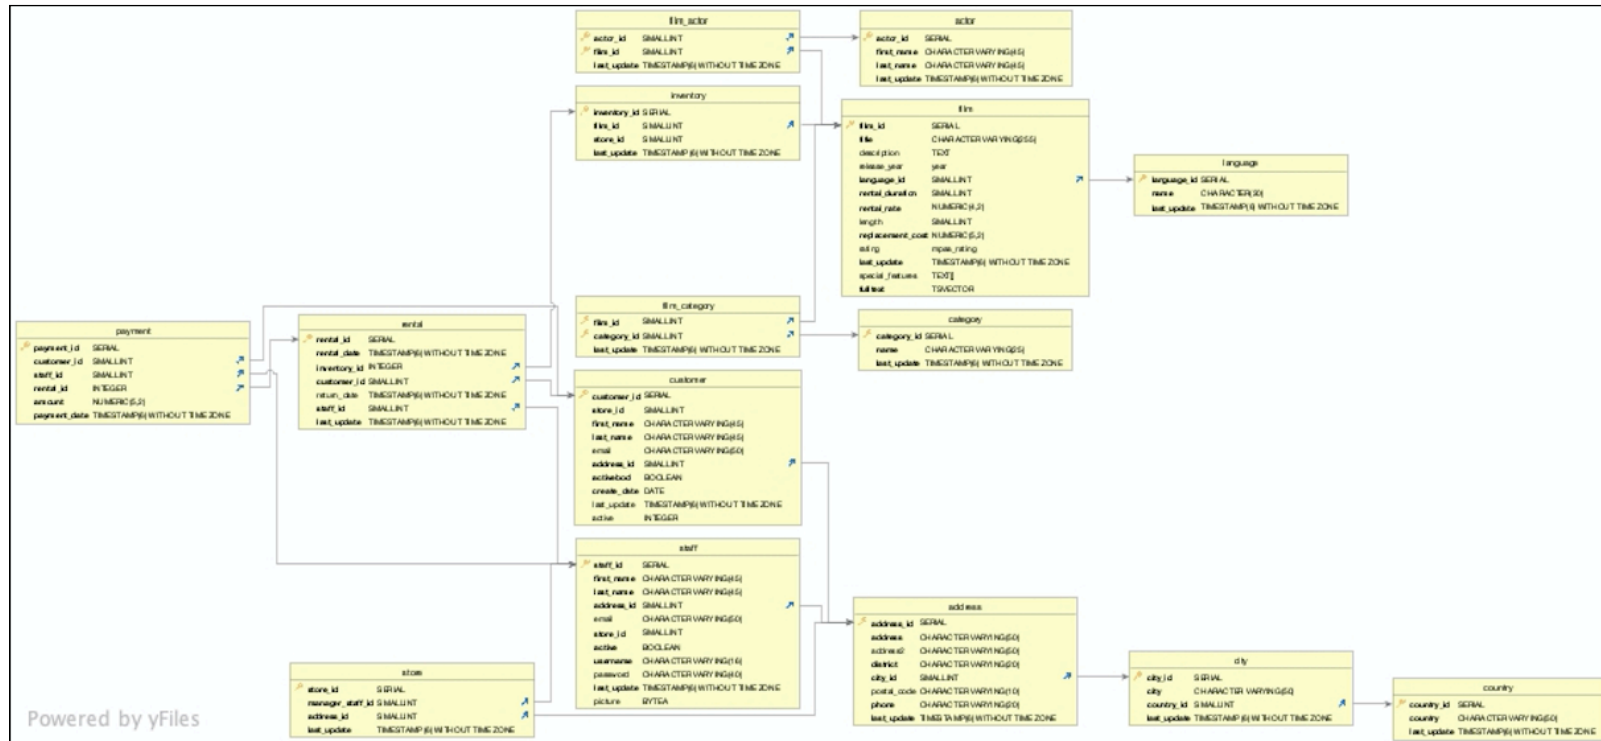 film_actor
actor_id SMALLINT
film_id SMALLINT
last_update TIMESTAMP(6) WITHOUT TIME ZONE
actor
actor_id SERIAL
first_name CHARACTER VARYING(45)
last_name CHARACTER VARYING(45)
last_update TIMESTAMP(6) WITHOUT TIME ZONE
inventory
inventory_id SERIAL
film_id SMALLINT
store_id SMALLINT
last_update TIMESTAMP(6) WITHOUT TIME ZONE
film
film_id SERIAL
title CHARACTER VARYING(255)
description TEXT
release_year year
language_id SMALLINT
rental_duration SMALLINT
rental_rate NUMERIC(4,2)
length SMALLINT
replacement_cost NUMERIC(5,2)
rating mpaa_rating
last_update TIMESTAMP(6) WITHOUT TIME ZONE
special_features TEXT[]
fulltext TSVECTOR
language
language_id SERIAL
name CHARACTER(20)
last_update TIMESTAMP(6) WITHOUT TIME ZONE
film_category
film_id SMALLINT
category_id SMALLINT
last_update TIMESTAMP(6) WITHOUT TIME ZONE
category
category_id SERIAL
name CHARACTER VARYING(25)
last_update TIMESTAMP(6) WITHOUT TIME ZONE
payment
payment_id SERIAL
customer_id SMALLINT
staff_id SMALLINT
rental_id INTEGER
amount NUMERIC(5,2)
payment_date TIMESTAMP(6) WITHOUT TIME ZONE
rental
rental_id SERIAL
rental_date TIMESTAMP(6) WITHOUT TIME ZONE
inventory_id INTEGER
customer_id SMALLINT
return_date TIMESTAMP(6) WITHOUT TIME ZONE
staff_id SMALLINT
last_update TIMESTAMP(6) WITHOUT TIME ZONE
customer
customer_id SERIAL
store_id SMALLINT
first_name CHARACTER VARYING(45)
last_name CHARACTER VARYING(45)
email CHARACTER VARYING(50)
address_id SMALLINT
activebool BOOLEAN
create_date DATE
last_update TIMESTAMP(6) WITHOUT TIME ZONE
active INTEGER
staff
staff_id SERIAL
first_name CHARACTER VARYING(45)
last_name CHARACTER VARYING(45)
address_id SMALLINT
email CHARACTER VARYING(50)
store_id SMALLINT
active BOOLEAN
username CHARACTER VARYING(16)
password CHARACTER VARYING(40)
last_update TIMESTAMP(6) WITHOUT TIME ZONE
picture BYTEA
store
store_id SERIAL
manager_staff_id SMALLINT
address_id SMALLINT
last_update TIMESTAMP(6) WITHOUT TIME ZONE
address
address_id SERIAL
address CHARACTER VARYING(50)
address2 CHARACTER VARYING(50)
district CHARACTER VARYING(20)
city_id SMALLINT
postal_code CHARACTER VARYING(10)
phone CHARACTER VARYING(20)
last_update TIMESTAMP(6) WITHOUT TIME ZONE
city
city_id SERIAL
city CHARACTER VARYING(50)
country_id SMALLINT
last_update TIMESTAMP(6) WITHOUT TIME ZONE
country
country_id SERIAL
country CHARACTER VARYING(50)
last_update TIMESTAMP(6) WITHOUT TIME ZONE
Powered by yFiles